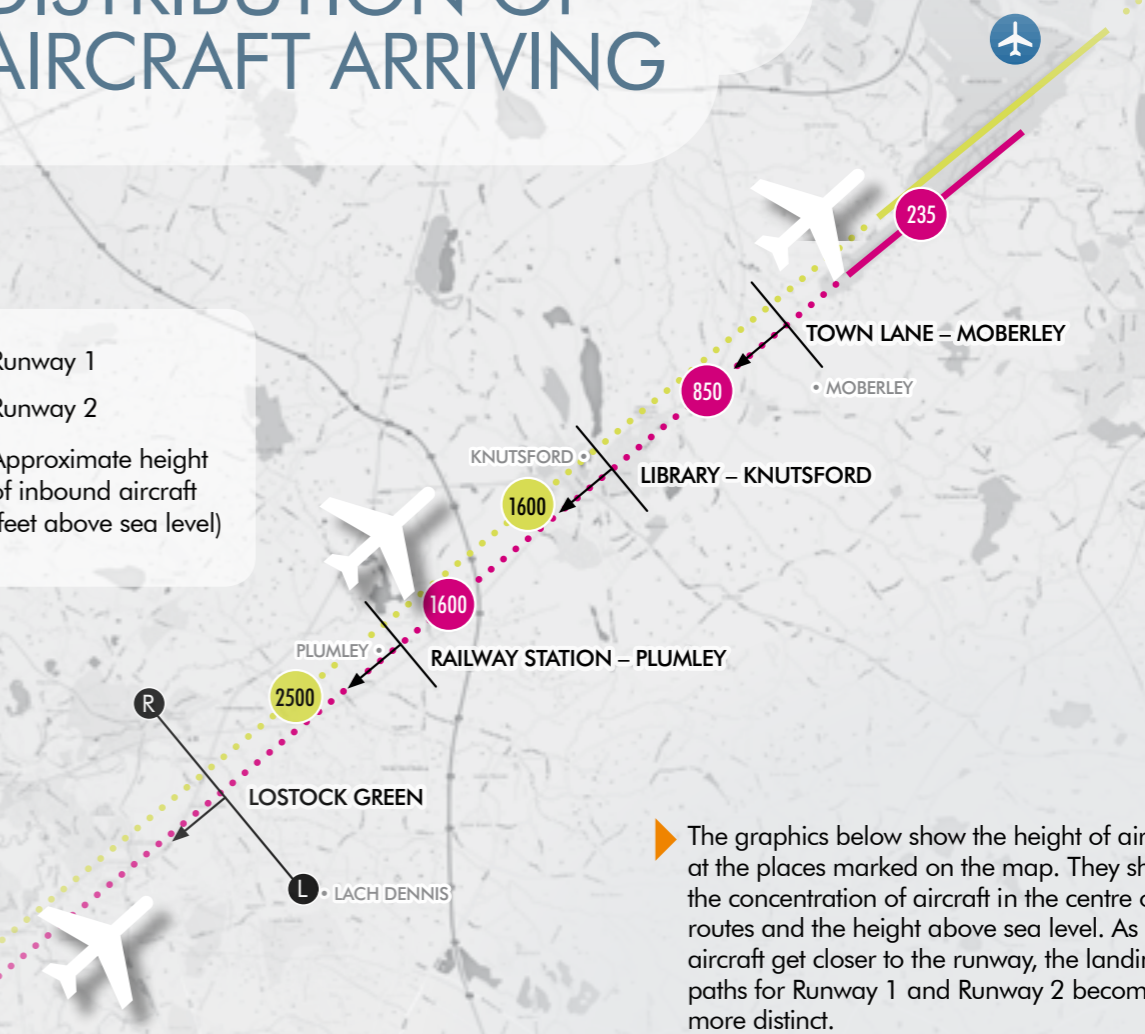 AIRCRAFT ARRIVING
235
TOWN LANE – MOBERLEY
MOBERLEY
850
Runway 1
Runway 2
Approximate height
of inbound aircraft
feet above sea level)
KNUTSFORD
LIBRARY – KNUTSFORD
1600
1600
PLUMLEY
RAILWAY STATION – PLUMLEY
2500
R
LOSTOCK GREEN
L
LACH DENNIS
The graphics below show the height of
at the places marked on the map. They
the concentration of aircraft in the centre
routes and the height above sea level. As
aircraft get closer to the runway, the
paths for Runway 1 and Runway 2
more distinct.